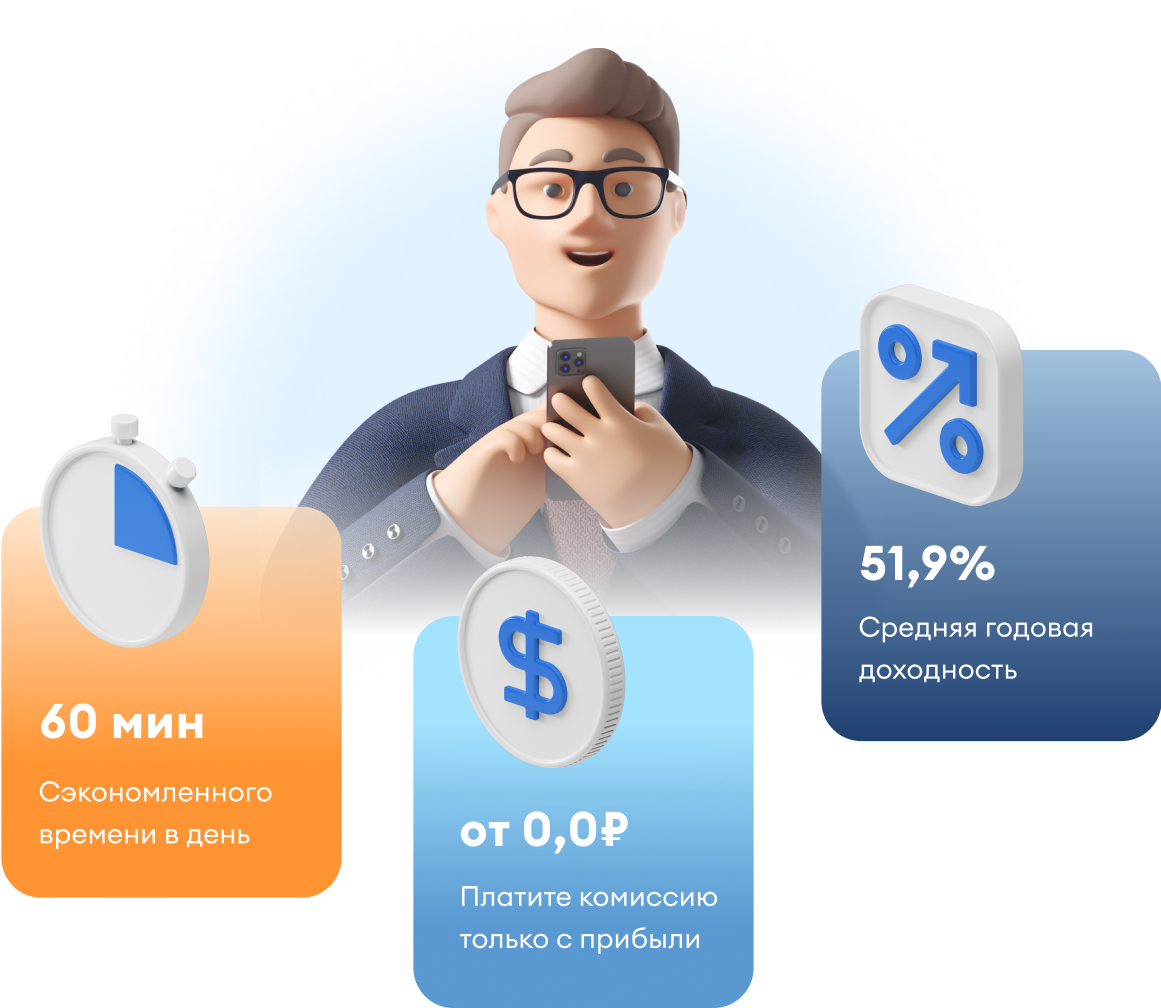 60 мин
Сэкономленного
времени в день
от 0,0₽
Платите комиссию
только с прибыли
51,9%
Средняя годовая
доходность